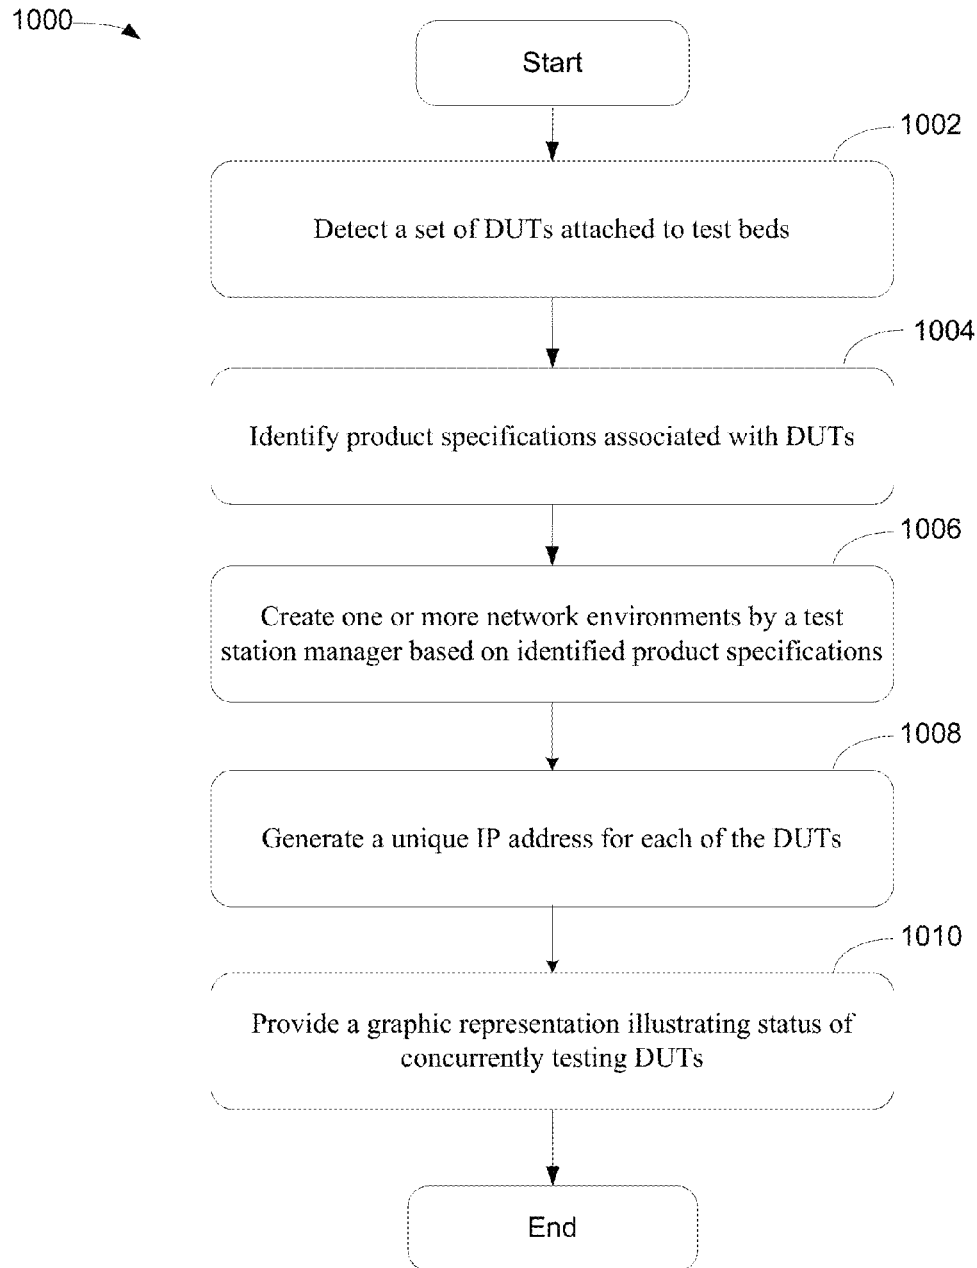 1000
Start
1002
Detect a set of DUTs attached to test beds
1004
Identify product specifications associated with DUTs
1006
Create one or more network environments by a test
station manager based on identified product specifications
1008
Generate a unique IP address for each of the DUTs
1010
Provide a graphic representation illustrating status of
concurrently testing DUTs
End